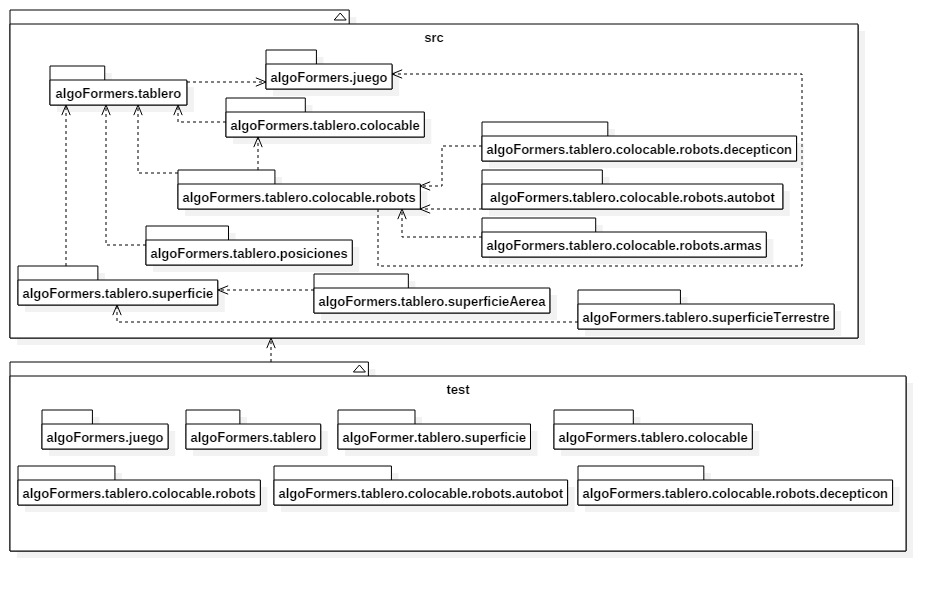 src
algoFormers.juego
algoFormers.tablero
algoFormers.tablero.colocable
algoFormers.tablero.colocable.robots.decepticon
algoFormers.tablero.colocable.robots
algoFormers.tablero.colocable.robots.autobot
algoFormers.tablero.colocable.robots.armas
algoFormers.tablero.posiciones
algoFormers.tablero.superficie
algoFormers.tablero.superficieAerea
algoFormers.tablero.superficieTerrestre
test
algoFormers.juego
algoFormers.tablero
algoFormer.tablero.superficie
algoFormers.tablero.colocable
algoFormers.tablero.colocable.robots
algoFormers.tablero.colocable.robots.autobot
algoFormers.tablero.colocable.robots.decepticon